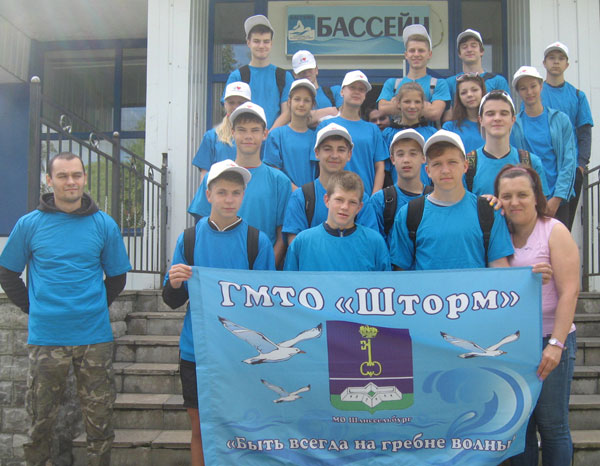 БАССЕЙН
ГМТО «Шторм»
МО Шлиссельбург
«Быть всегда на гребне волны»